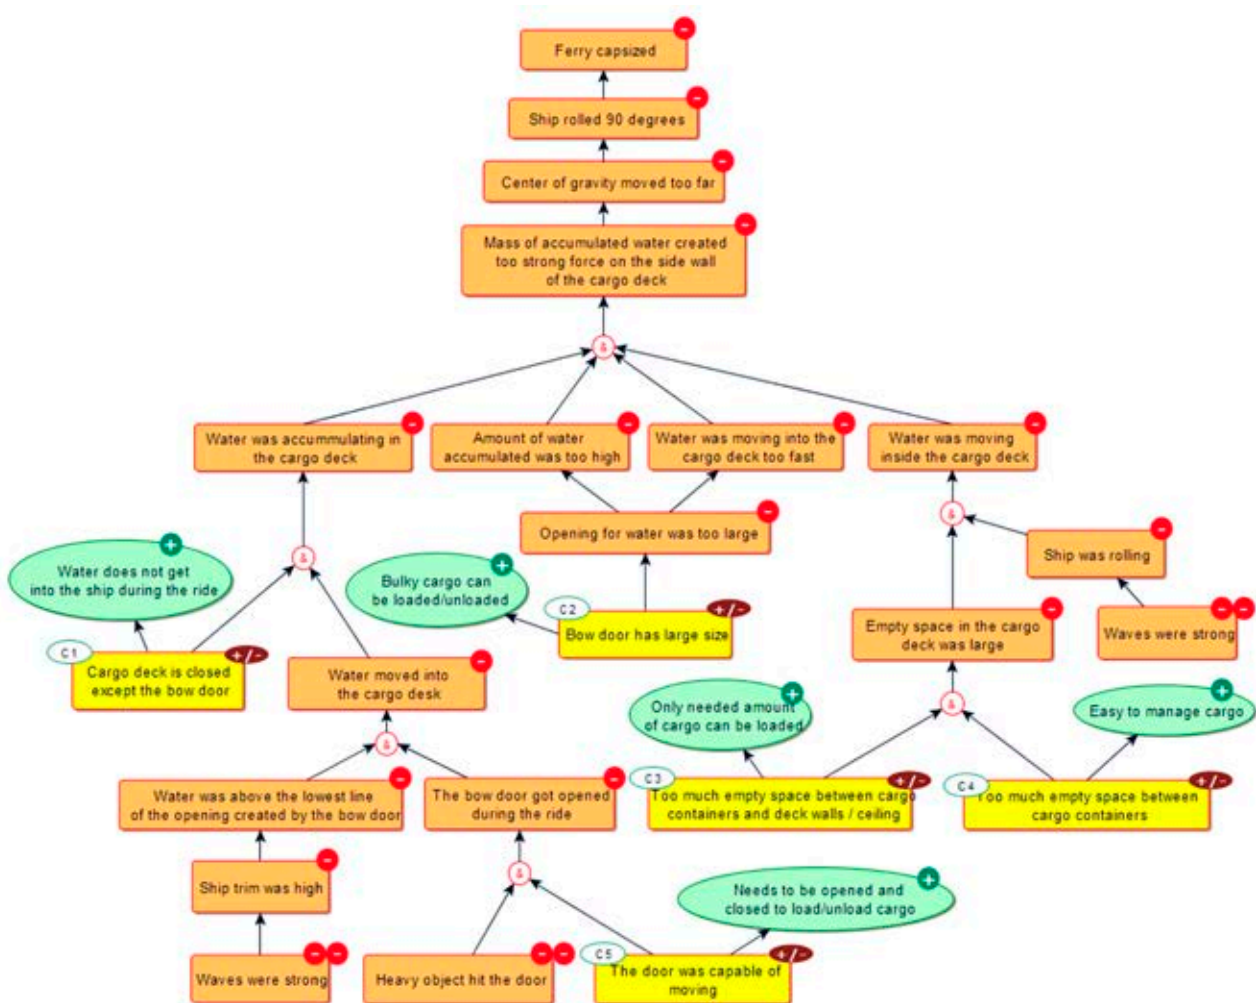 Ferry capsized
Ship rolled 90 degrees
Center of gravity moved too far
Mass of accumulated water created
too strong force on the side wall
of the cargo deck
&
Water was accummulating in
the cargo deck
Amount of water
accumulated was too high
Water was moving into the
cargo deck too fast
Water was moving
inside the cargo deck
Opening for water was too large
&
Ship was rolling
Water does not get
into the ship during the ride
&
Bulky cargo can
be loaded/unloaded
C2
+/-
Bow door has large size
Empty space in the cargo
deck was large
Waves were strong
C1
+/-
Cargo deck is closed
except the bow door
Water moved into
the cargo desk
Only needed amount
of cargo can be loaded
&
Easy to manage cargo
&
Water was above the lowest line
of the opening created by the bow door
The bow door got opened
during the ride
C3
+/-
Too much empty space between cargo
containers and deck walls / ceiling
C4
+/-
Too much empty space between
cargo containers
Ship trim was high
&
Needs to be opened and
closed to load/unload cargo
Waves were strong
Heavy object hit the door
C5
+/-
The door was capable of
moving